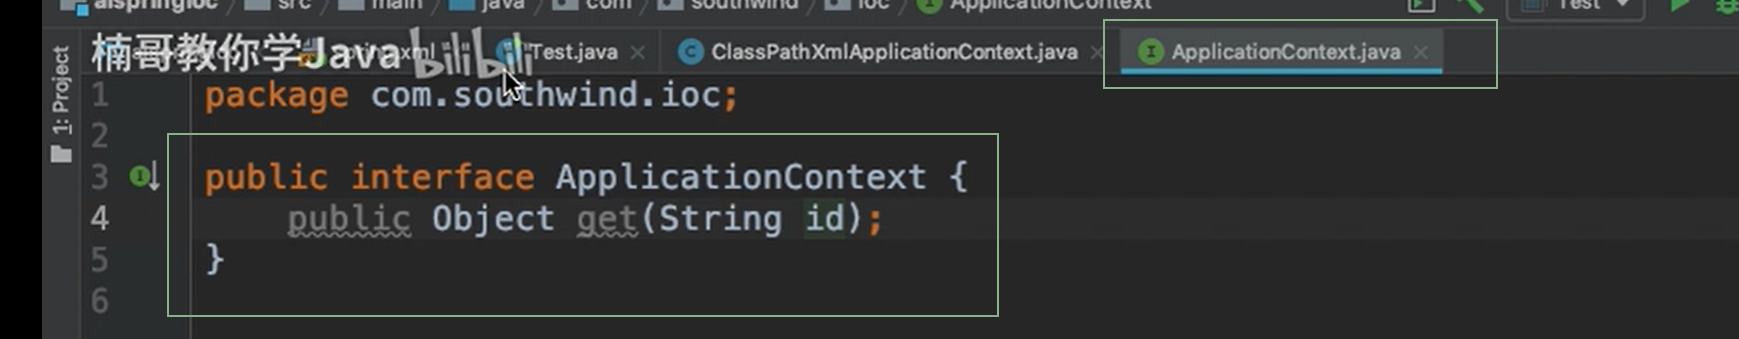 aispringioc src main java com southwind ioc ApplicationContext Test
楠哥教你学Java bilibili
Test.java ClassPathXmlApplicationContext.java ApplicationContext.java
1: Project
1 package com.southwind.ioc;
2
3 public interface ApplicationContext {
4 public Object get(String id);
5 }
6